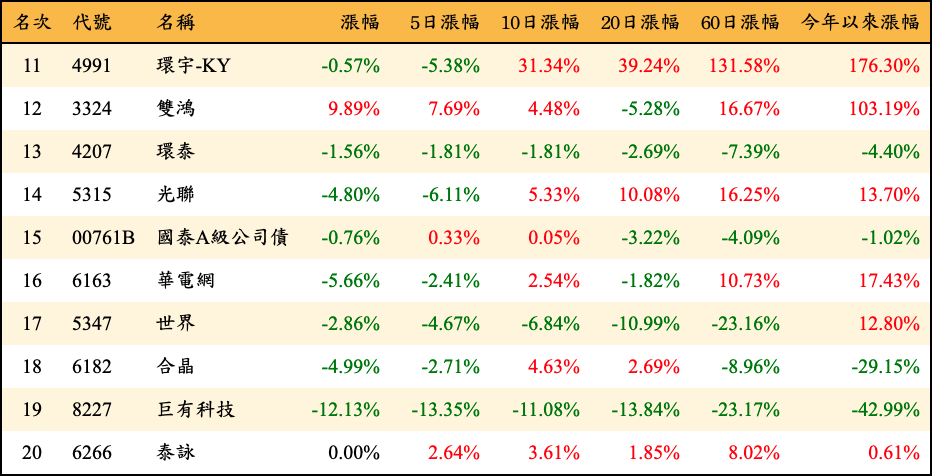 名次 代號 名稱 漲幅 5日漲幅 10日漲幅 20日漲幅 60日漲幅 今年以來漲幅
11 4991 環宇-KY -0.57% -5.38% 31.34% 39.24% 131.58% 176.30%
12 3324 雙鴻 9.89% 7.69% 4.48% -5.28% 16.67% 103.19%
13 4207 環泰 -1.56% -1.81% -1.81% -2.69% -7.39% -4.40%
14 5315 光聯 -4.80% -6.11% 5.33% 10.08% 16.25% 13.70%
15 00761B 國泰A級公司債 -0.76% 0.33% 0.05% -3.22% -4.09% -1.02%
16 6163 華電網 -5.66% -2.41% 2.54% -1.82% 10.73% 17.43%
17 5347 世界 -2.86% -4.67% -6.84% -10.99% -23.16% 12.80%
18 6182 合晶 -4.99% -2.71% 4.63% 2.69% -8.96% -29.15%
19 8227 巨有科技 -12.13% -13.35% -11.08% -13.84% -23.17% -42.99%
20 6266 泰詠 0.00% 2.64% 3.61% 1.85% 8.02% 0.61%